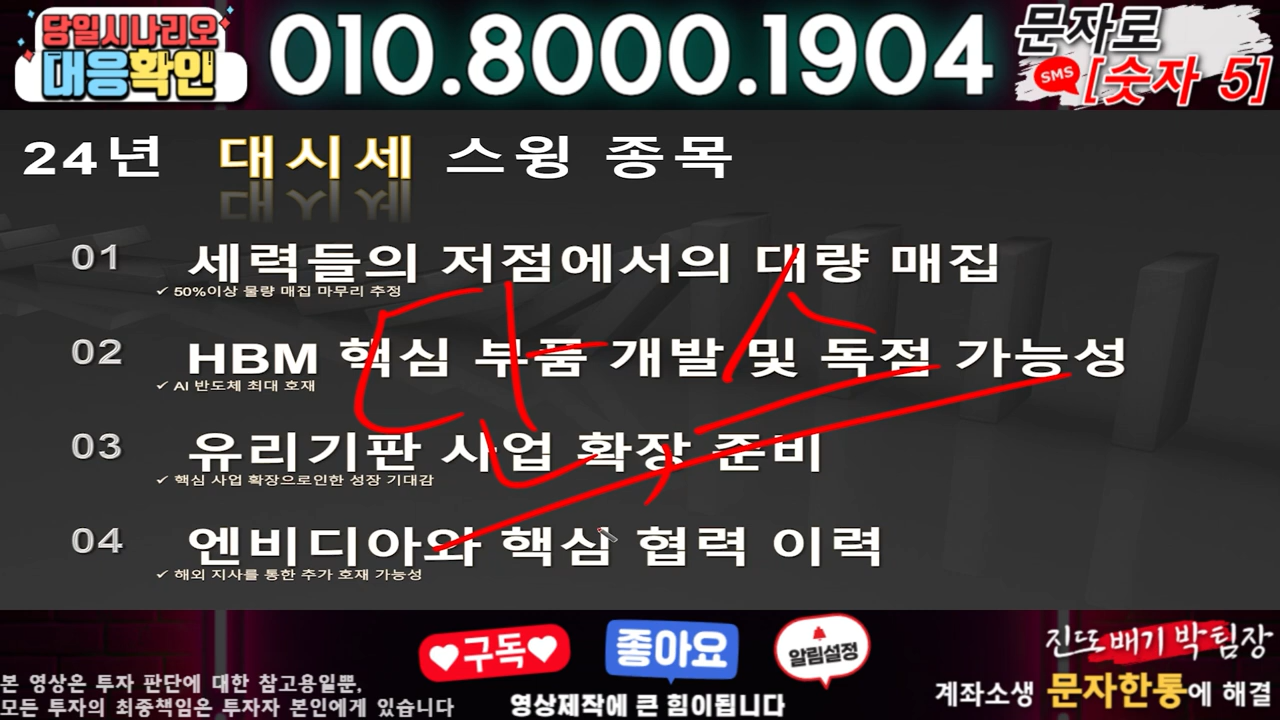 당일시나리오
대응확인
010.8000.1904
문자로
SMS [숫자 5]
24년 대시세 스윙 종목
01 세력들의 저점에서의 대량 매집
✓ 50%이상 물량 매집 마무리 추정
02 HBM 핵심 부품 개발 및 독점 가능성
✓ AI 반도체 최대 호재
03 유리기판 사업 확장 준비
✓ 핵심 사업 확장으로인한 성장 기대감
04 엔비디아와 핵심 협력 이력
✓ 해외 지사를 통한 추가 호재 가능성
단스
구독
좋아요
알림설정
영상제작에 큰 힘이됩니다
본 영상은 투자 판단에 대한 참고용일뿐,
모든 투자의 최종책임은 투자자 본인에게 있습니다
진또배기 박팀장
계좌소생 문자한통에 해결